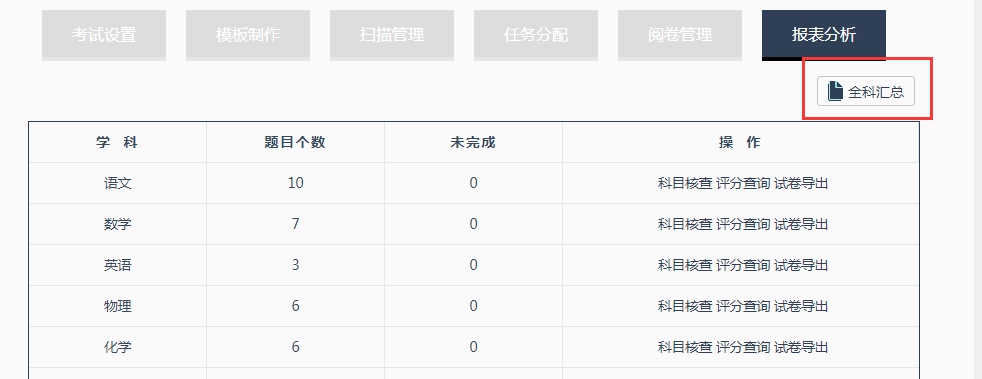 考试设置 模板制作 扫描管理 任务分配 阅卷管理 报表分析
全科汇总
学 科 题目个数 未完成 操 作
语文 10 0 科目核查 评分查询 试卷导出
数学 7 0 科目核查 评分查询 试卷导出
英语 3 0 科目核查 评分查询 试卷导出
物理 6 0 科目核查 评分查询 试卷导出
化学 6 0 科目核查 评分查询 试卷导出